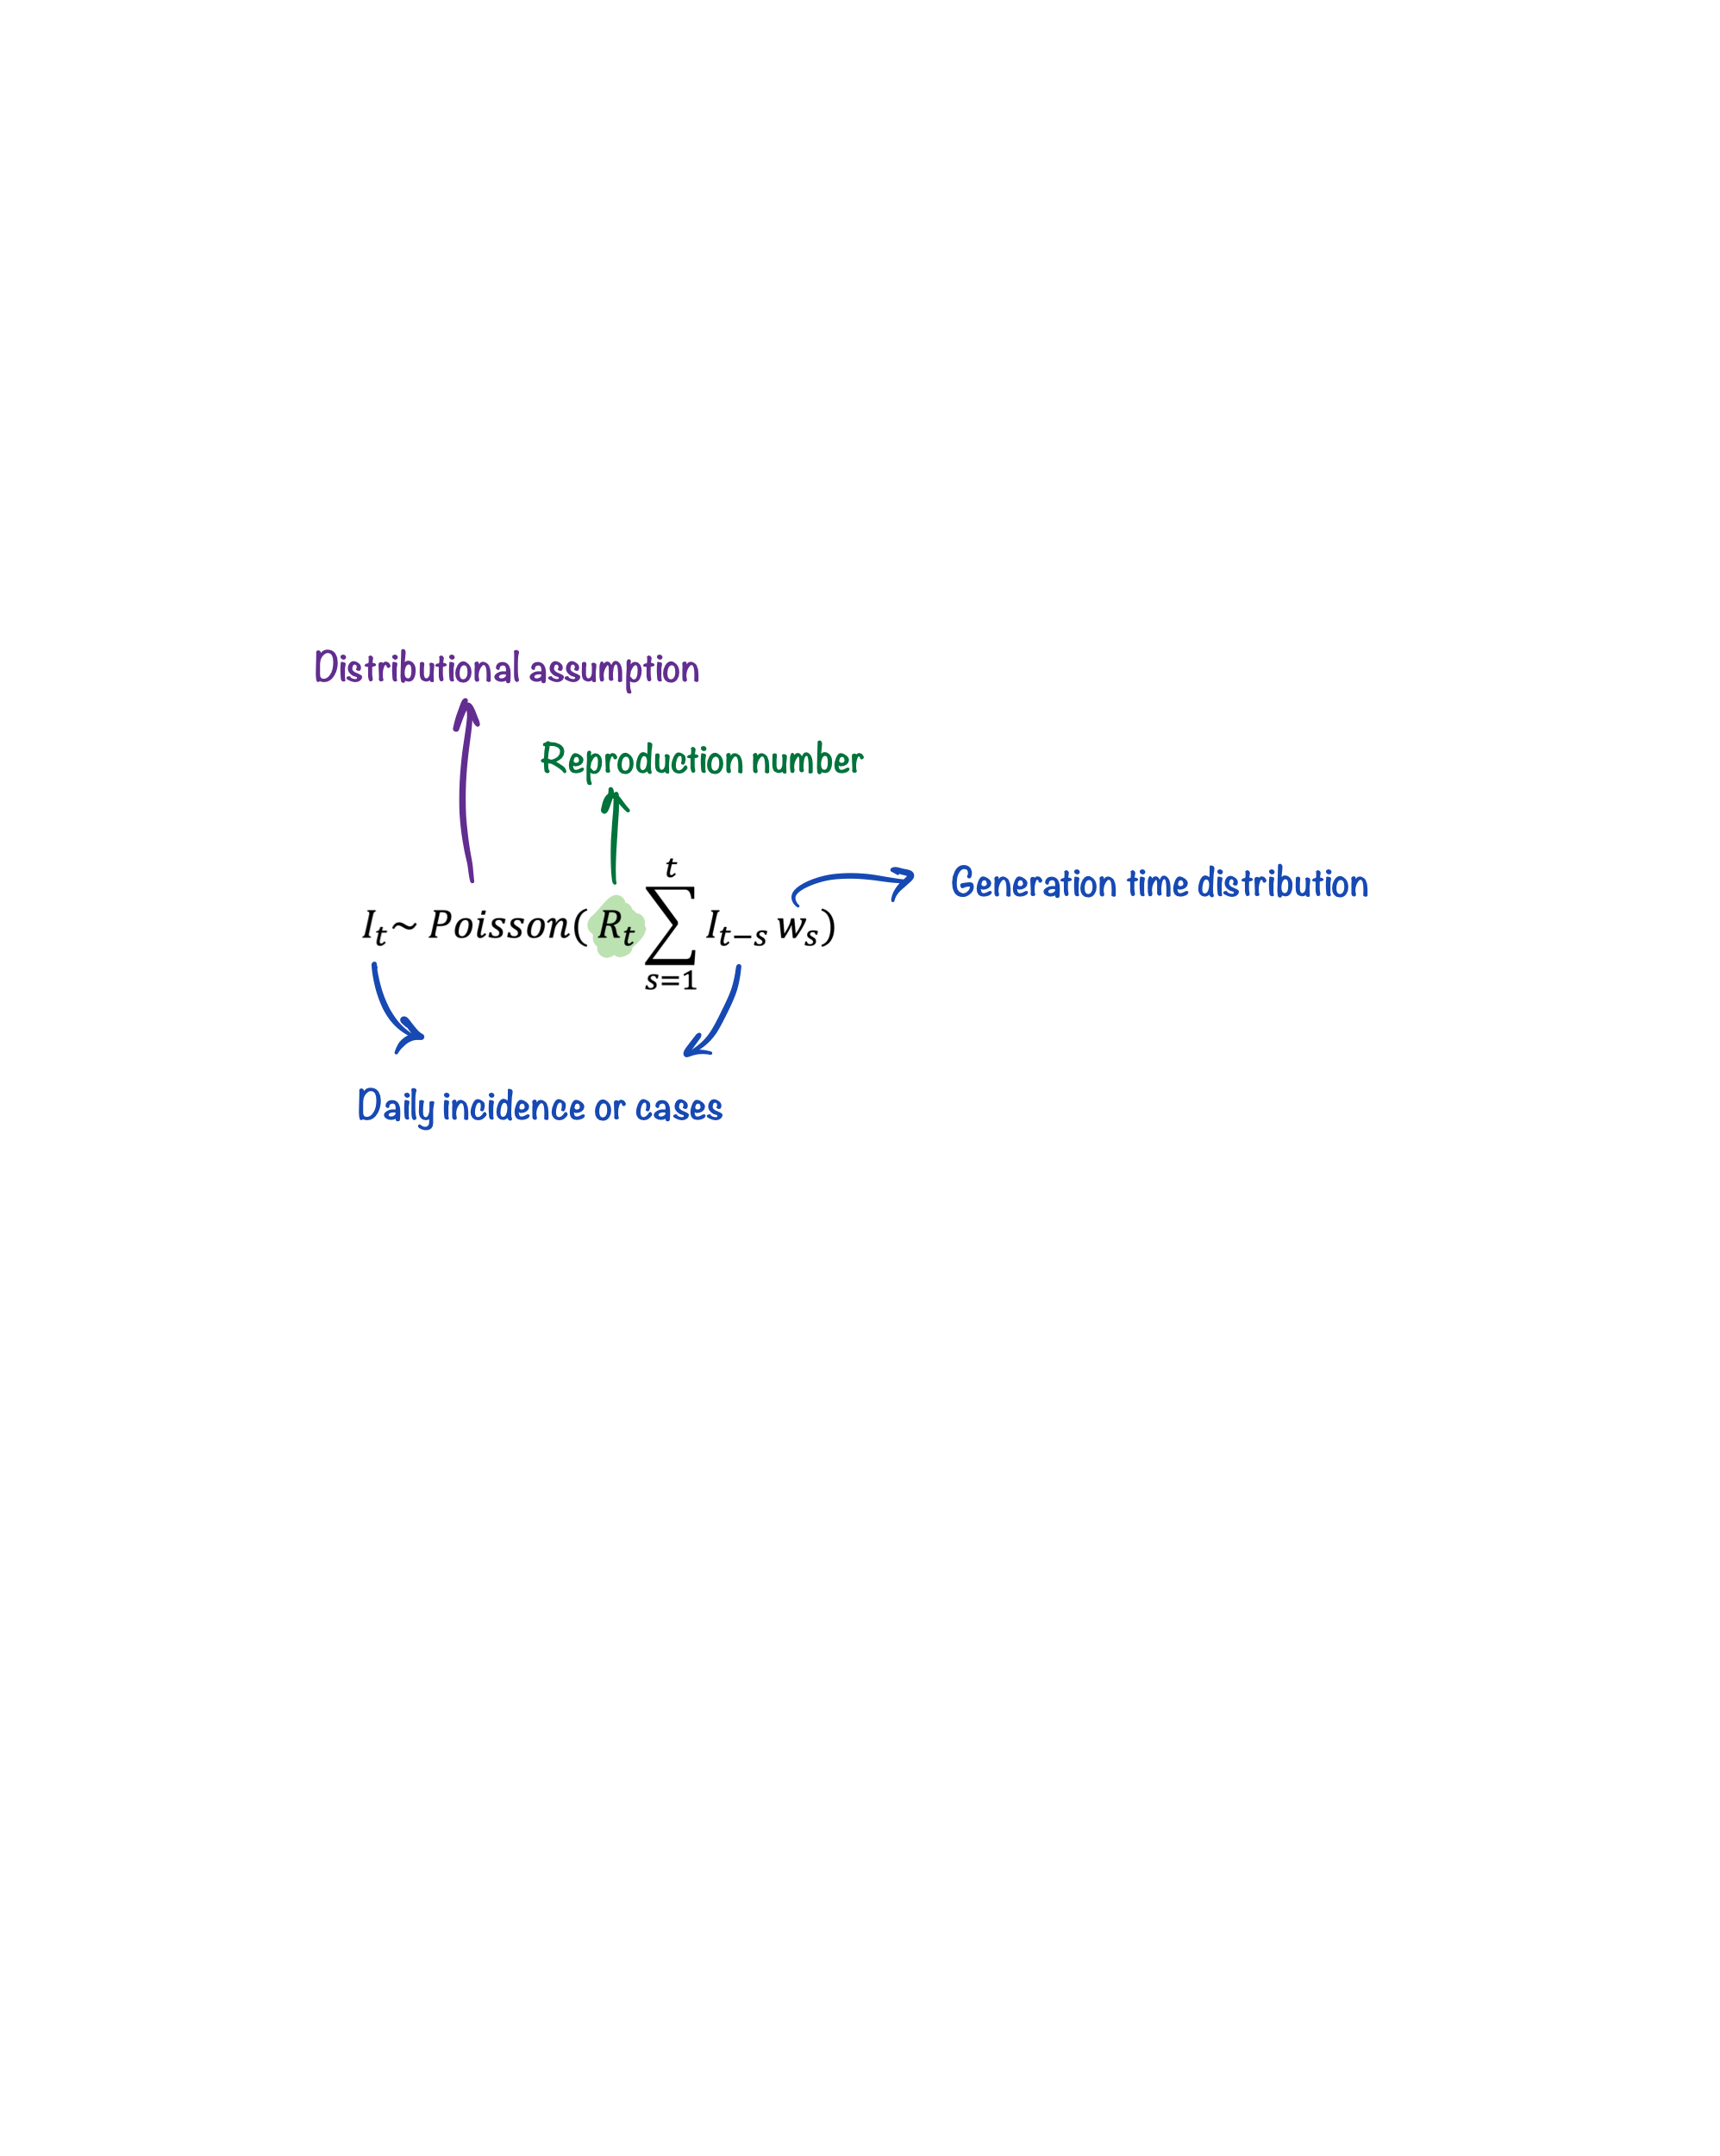 Distributional assumption
Reproduction number
Generation time distribution
I_t ~ Poisson(R_t ∑_{s=1}^{t} I_{t−s} w_s)
Daily incidence or cases